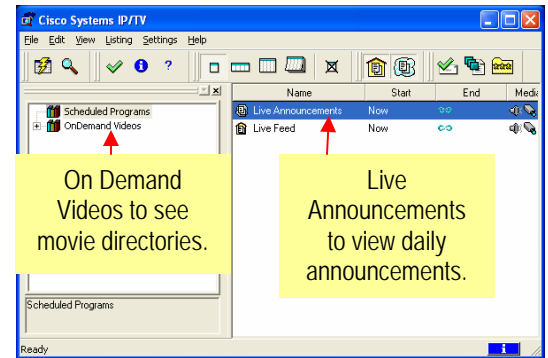 Cisco Systems IP/TV
File Edit View Listing Settings Help
Name Start End Media
Scheduled Programs
OnDemand Videos
Live Announcements Now
Live Feed Now
On Demand
Videos to see
movie directories.
Live
Announcements
to view daily
announcements.
Scheduled Programs
Ready